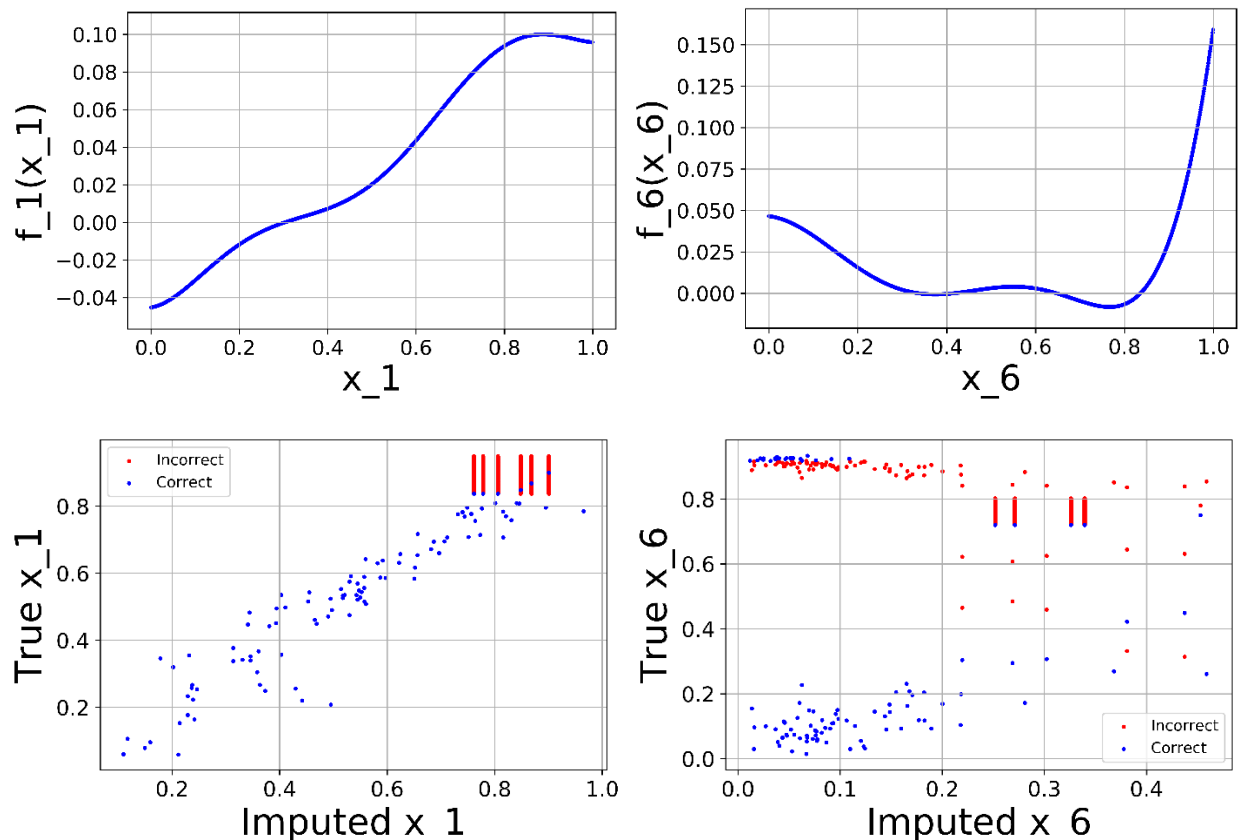 f_1(x_1)
0.10
0.08
0.06
0.04
0.02
0.00
−0.02
−0.04
0.0 0.2 0.4 0.6 0.8 1.0
x_1
f_6(x_6)
0.150
0.125
0.100
0.075
0.050
0.025
0.000
0.0 0.2 0.4 0.6 0.8 1.0
x_6
True x_1
0.8
0.6
0.4
0.2
Incorrect
Correct
0.2 0.4 0.6 0.8 1.0
Imputed x_1
True x_6
0.8
0.6
0.4
0.2
0.0
Incorrect
Correct
0.0 0.1 0.2 0.3 0.4
Imputed x_6